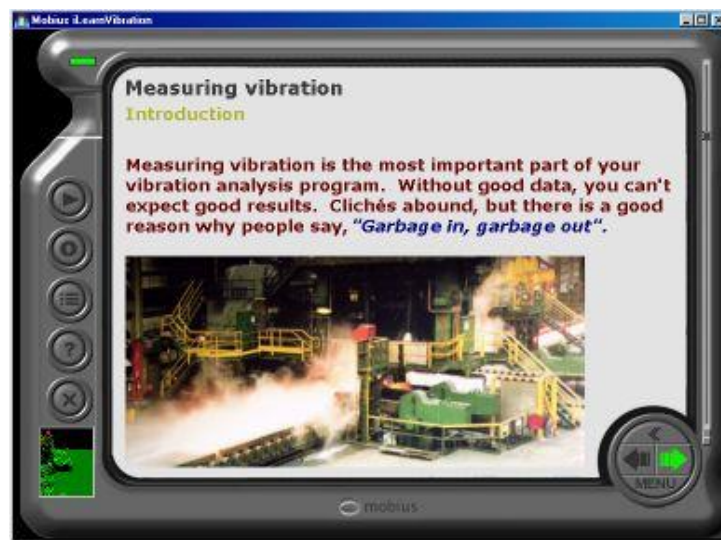 Mobius iLearnVibration
Measuring vibration
Introduction
Measuring vibration is the most important part of your
vibration analysis program.  Without good data, you can't
expect good results.  Clichés abound, but there is a good
reason why people say, "Garbage in, garbage out".
?
MENU
mobius